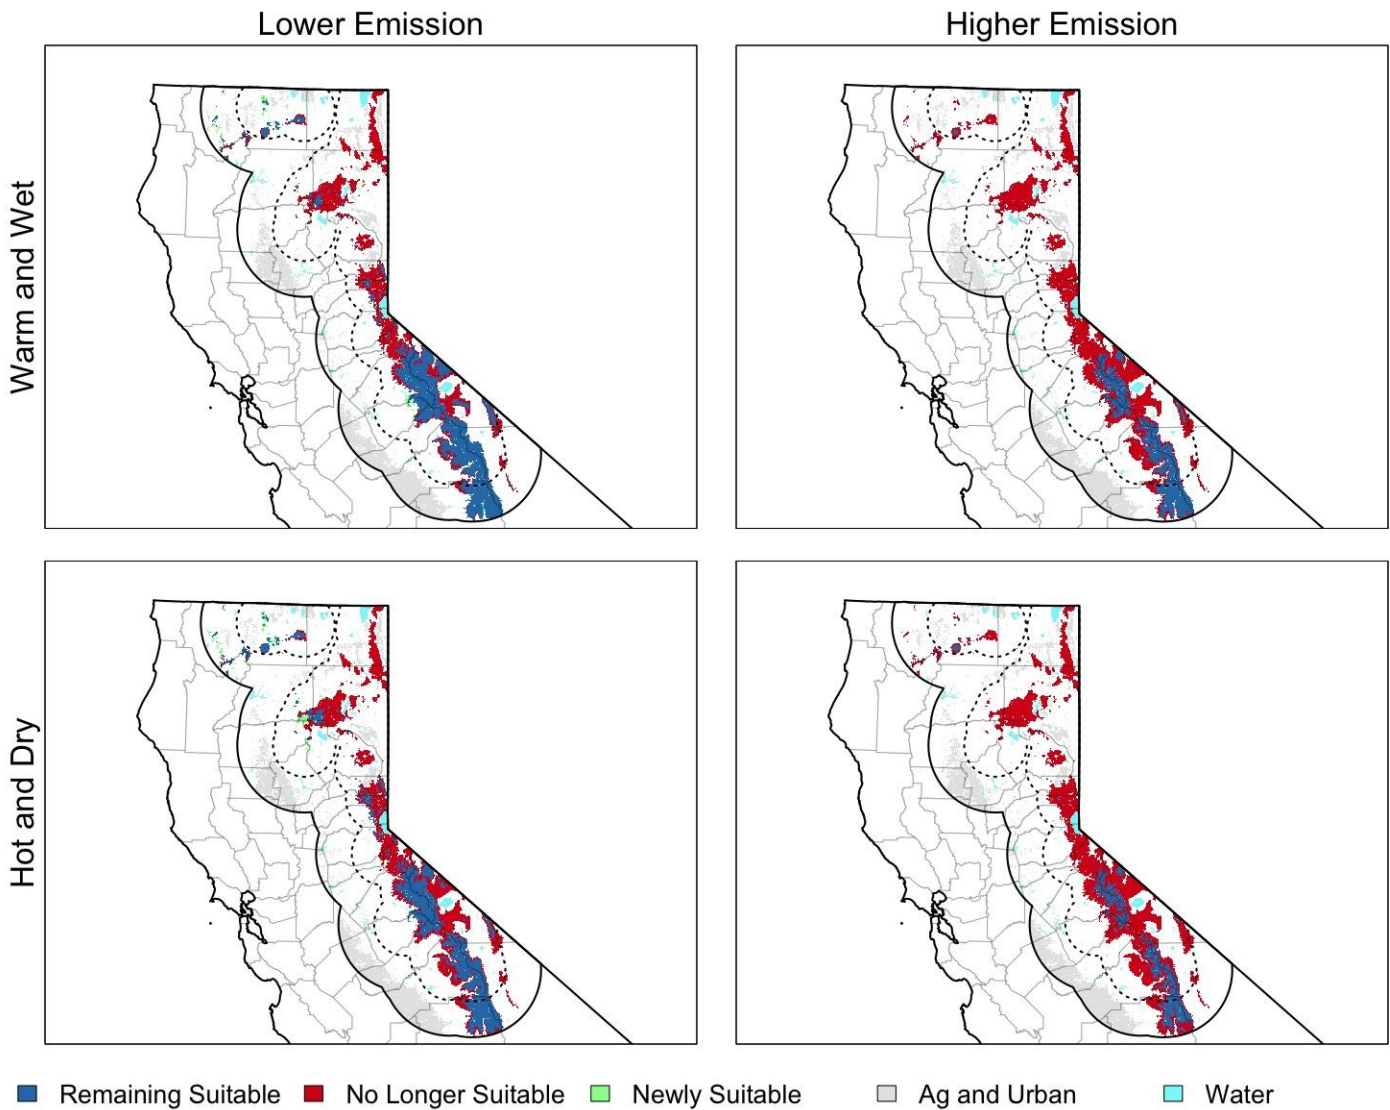 Lower Emission
Higher Emission
Warm and Wet
Hot and Dry
Remaining Suitable
No Longer Suitable
Newly Suitable
Ag and Urban
Water